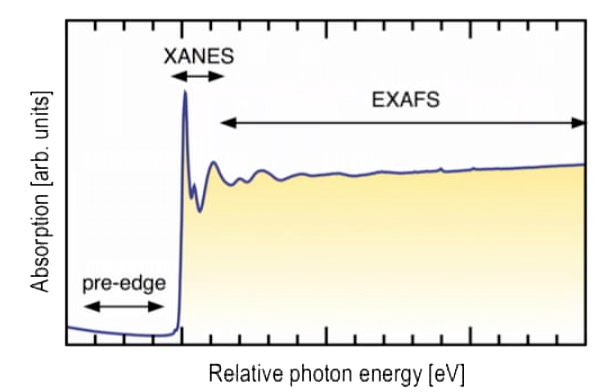 XANES
EXAFS
Absorption [arb. units]
pre-edge
Relative photon energy [eV]